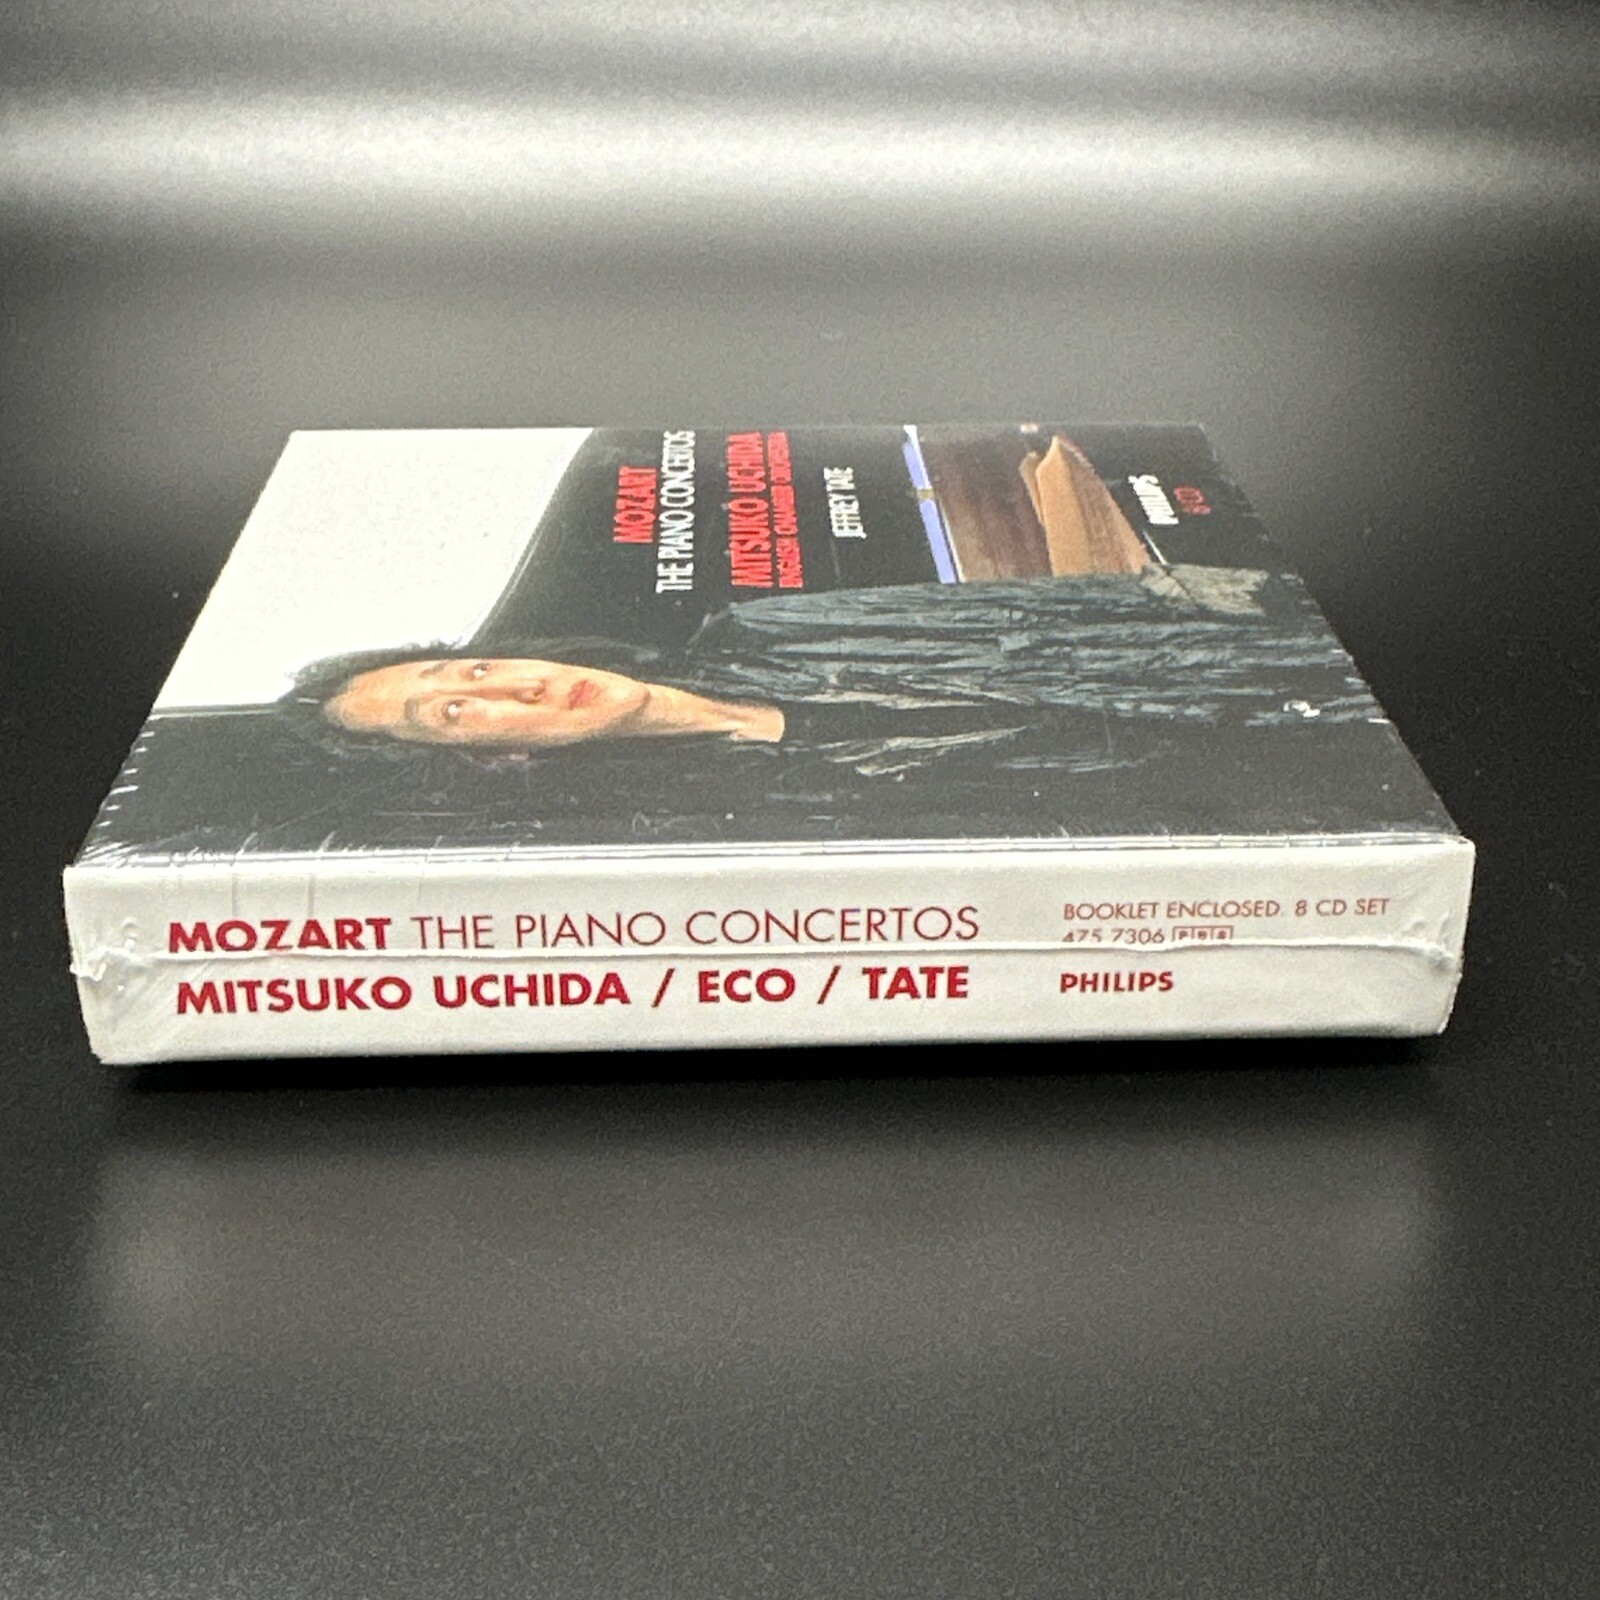 MOZART
THE PIANO CONCERTOS
MITSUKO UCHIDA
ENGLISH CHAMBER ORCHESTRA
JEFFREY TATE
PHILIPS
8 CD
MOZART THE PIANO CONCERTOS
MITSUKO UCHIDA / ECO / TATE
BOOKLET ENCLOSED. 8 CD SET
475 7306
PHILIPS